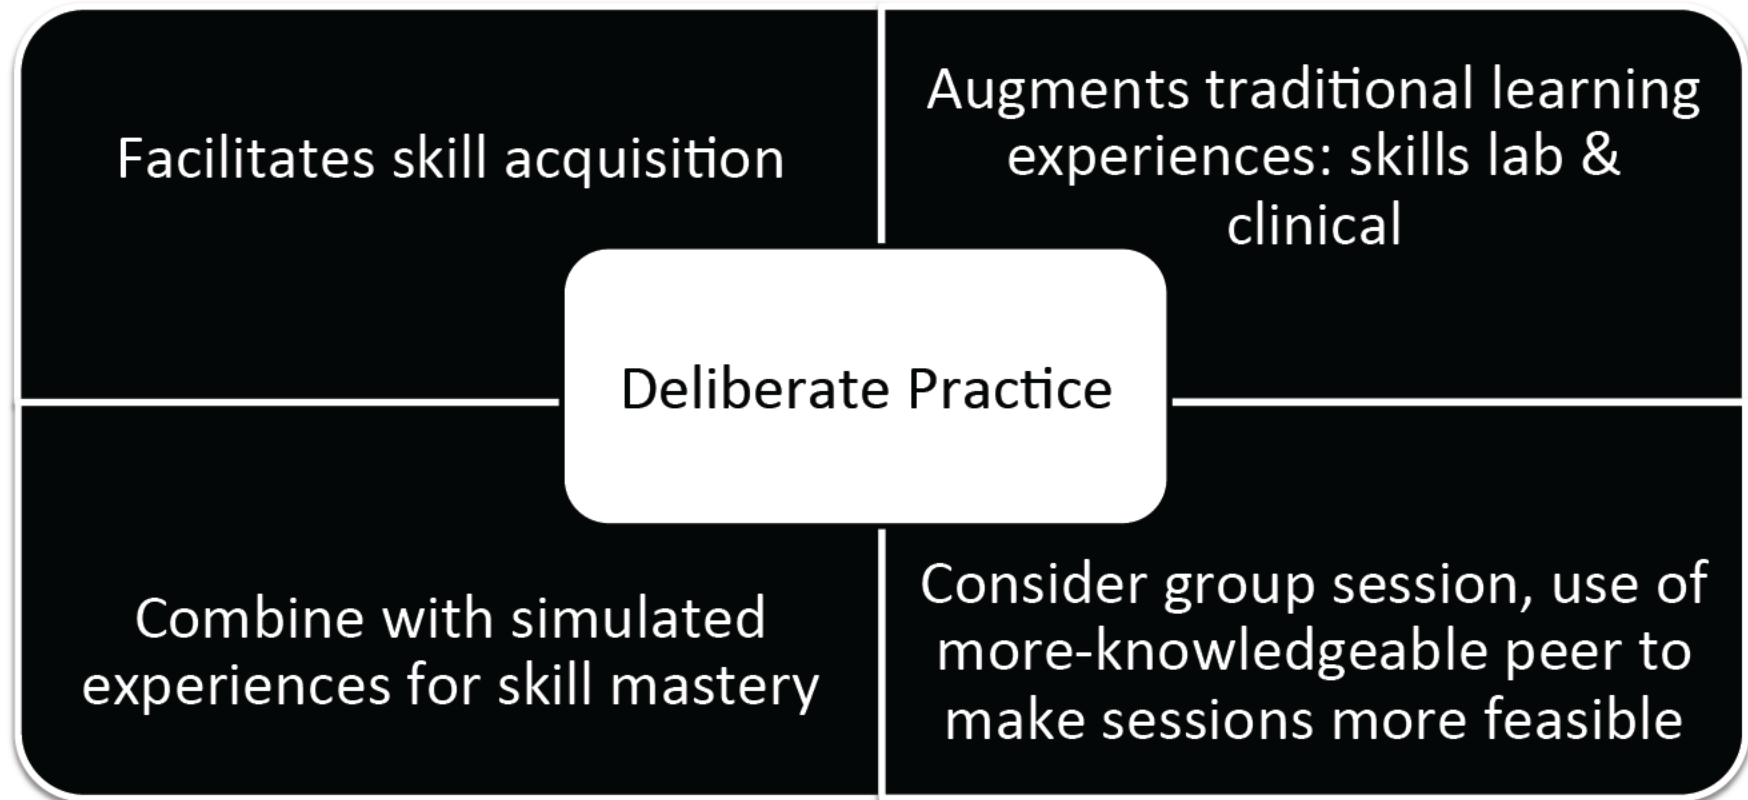 Facilitates skill acquisition
Augments traditional learning
experiences: skills lab &
clinical
Deliberate Practice
Combine with simulated
experiences for skill mastery
Consider group session, use of
more-knowledgeable peer to
make sessions more feasible